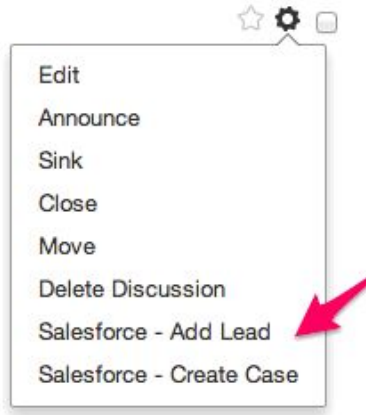 Edit
Announce
Sink
Close
Move
Delete Discussion
Salesforce - Add Lead
Salesforce - Create Case